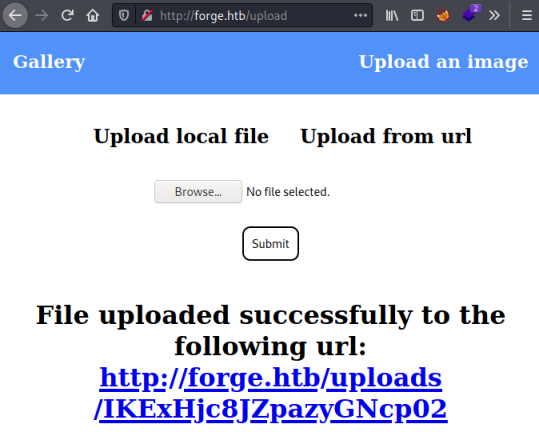 http://forge.htb/upload
2
Gallery Upload an image
Upload local file Upload from url
Browse... No file selected.
Submit
File uploaded successfully to the
following url:
http://forge.htb/uploads
/IKExHjc8JZpazyGNcp02